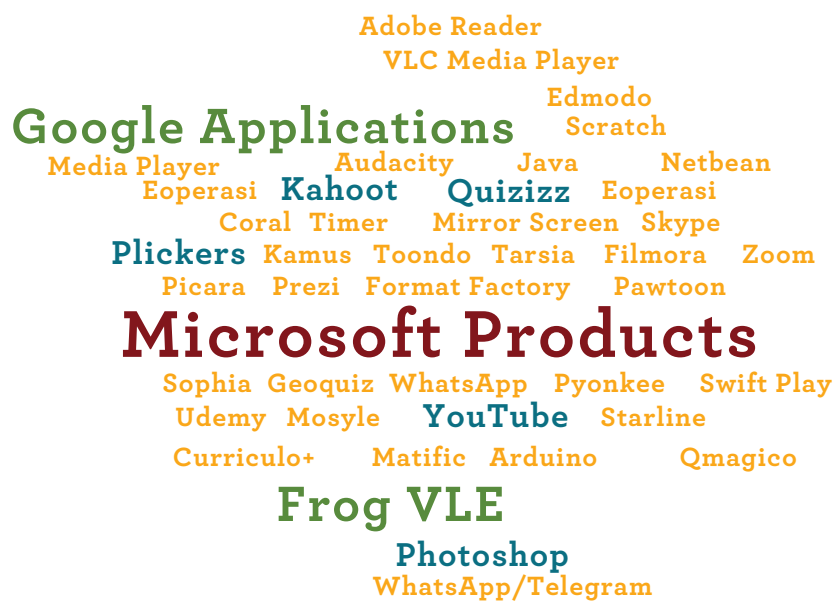 Adobe Reader
VLC Media Player
Edmodo
Google Applications
Scratch
Media Player Audacity Java Netbean
Eoperasi Kahoot Quizizz Eoperasi
Coral Timer Mirror Screen Skype
Plickers Kamus Toondo Tarsia Filmora Zoom
Picara Prezi Format Factory Pawtoon
Microsoft Products
Sophia Geoquiz WhatsApp Pyonkee Swift Play
Udemy Mosyle YouTube Starline
Curriculo+ Matific Arduino Qmagico
Frog VLE
Photoshop
WhatsApp/Telegram